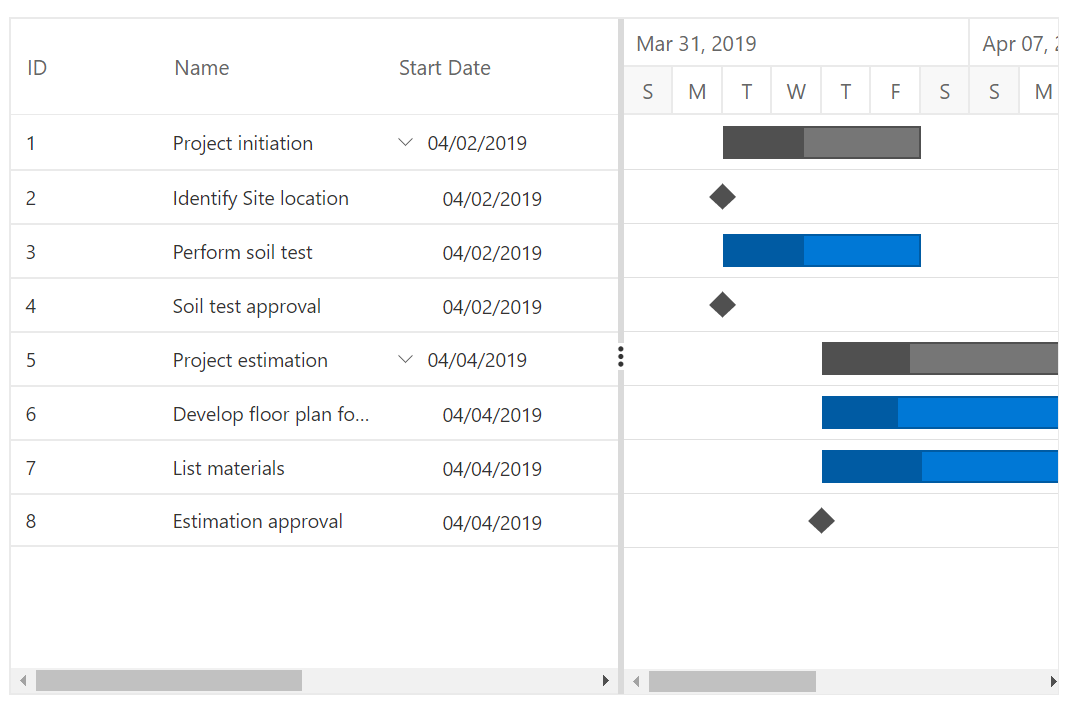 ID Name Start Date
Mar 31, 2019 Apr 07, 2
S M T W T F S S M
1 Project initiation 04/02/2019
2 Identify Site location 04/02/2019
3 Perform soil test 04/02/2019
4 Soil test approval 04/02/2019
5 Project estimation 04/04/2019
6 Develop floor plan fo... 04/04/2019
7 List materials 04/04/2019
8 Estimation approval 04/04/2019